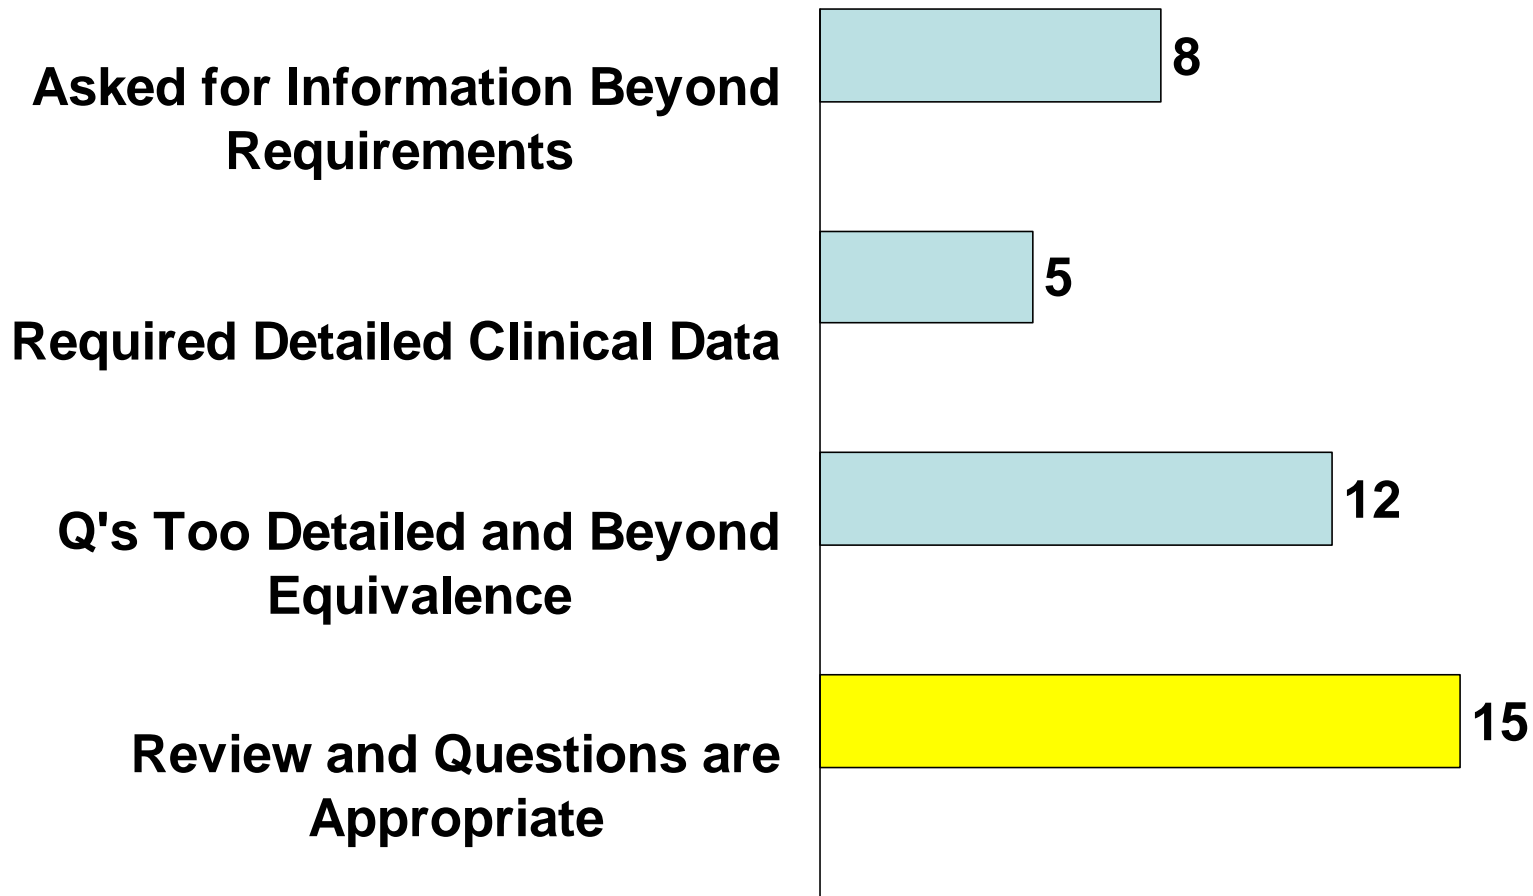 Asked for Information Beyond
Requirements
8
Required Detailed Clinical Data
5
Q's Too Detailed and Beyond
Equivalence
12
Review and Questions are
Appropriate
15